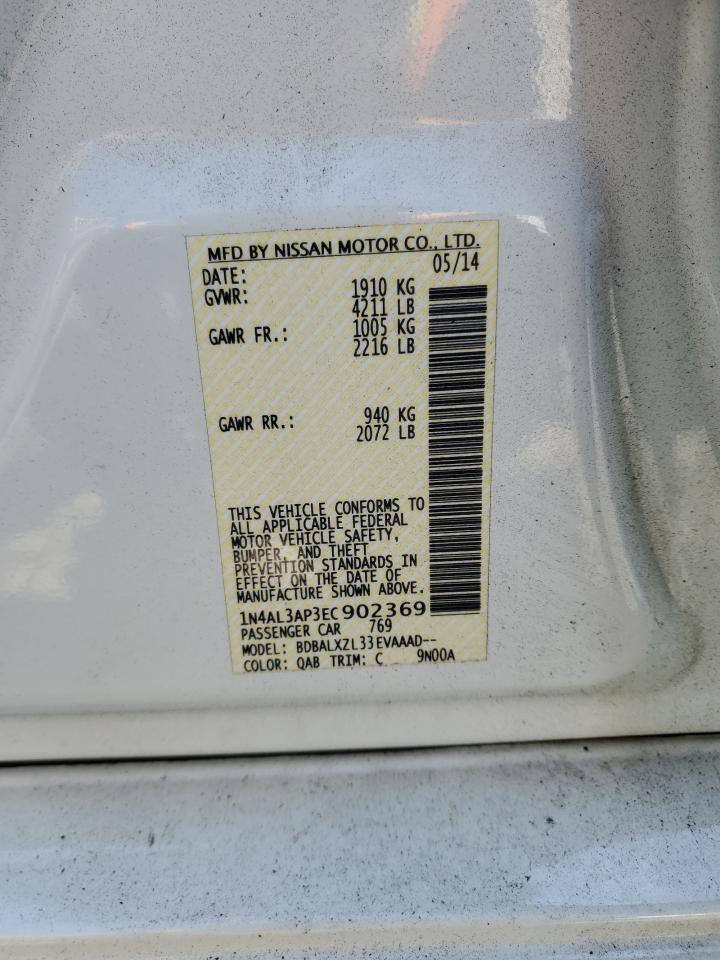 MFD BY NISSAN MOTOR CO., LTD.
DATE: 05/14
GVWR: 1910 KG
4211 LB
GAWR FR.: 1005 KG
2216 LB
GAWR RR.: 940 KG
2072 LB
THIS VEHICLE CONFORMS TO
ALL APPLICABLE FEDERAL
MOTOR VEHICLE SAFETY,
BUMPER, AND THEFT
PREVENTION STANDARDS IN
EFFECT ON THE DATE OF
MANUFACTURE SHOWN ABOVE.
1N4AL3AP3EC902369
PASSENGER CAR 769
MODEL: BDBALXZL33EVAAAD--
COLOR: QAB TRIM: C 9N00A